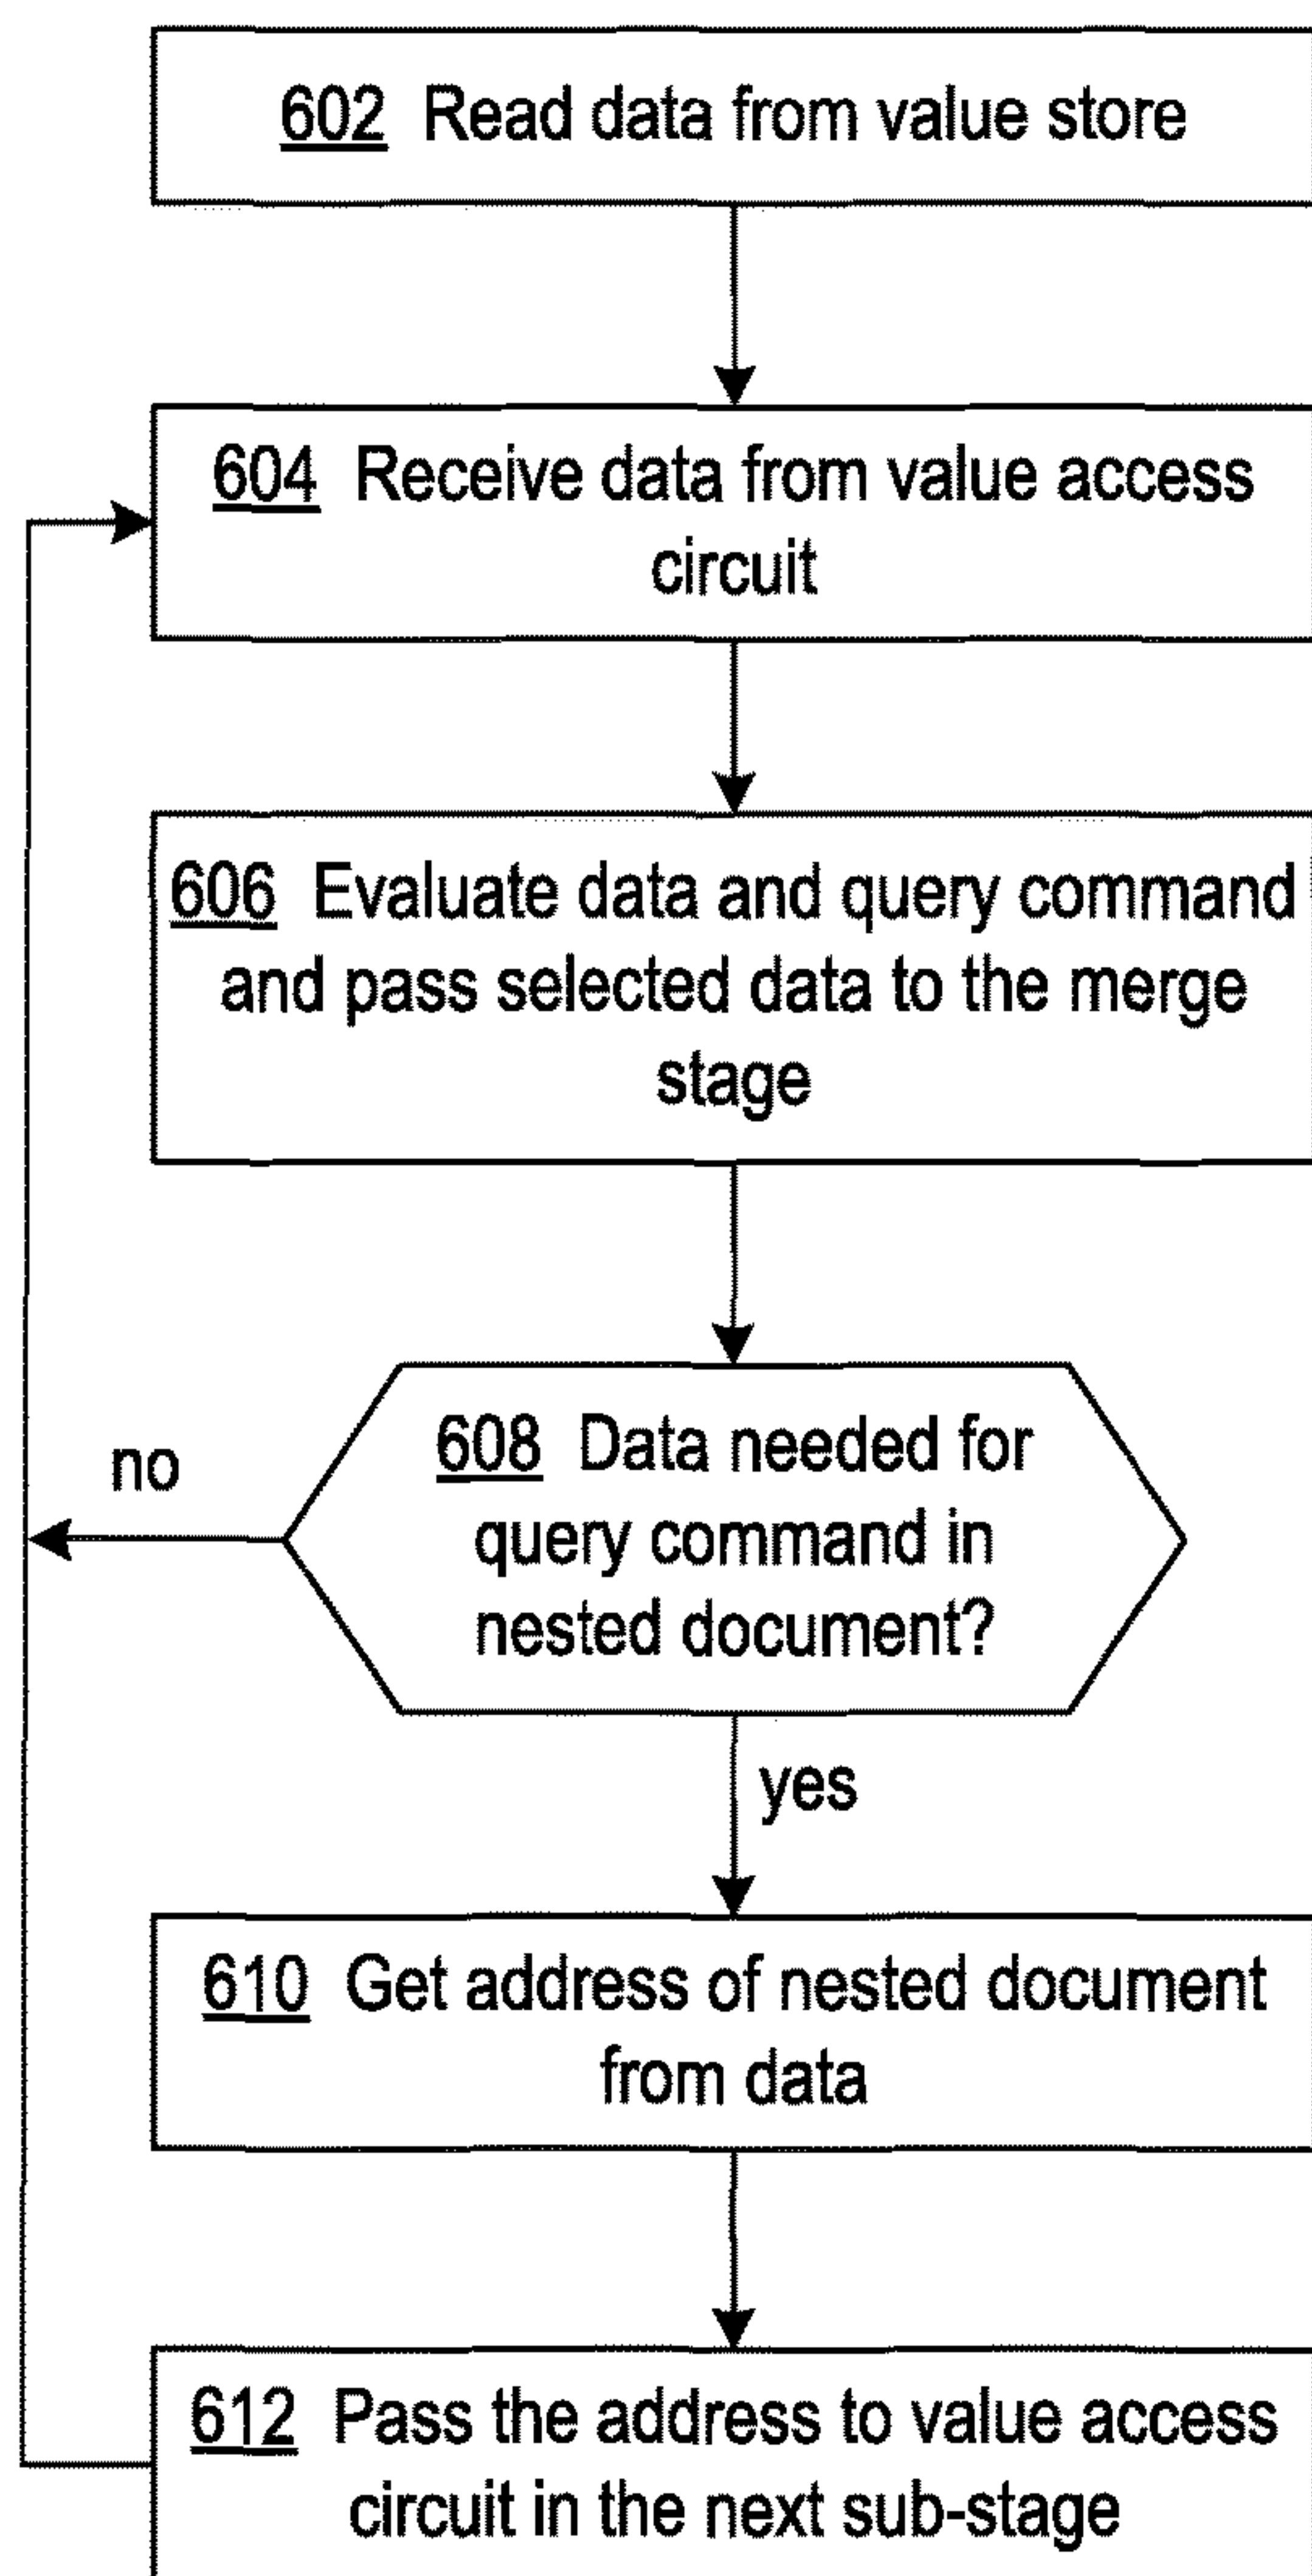 602 Read data from value store
604 Receive data from value access
circuit
606 Evaluate data and query command
and pass selected data to the merge
stage
608 Data needed for
query command in
nested document?
no
yes
610 Get address of nested document
from data
612 Pass the address to value access
circuit in the next sub-stage